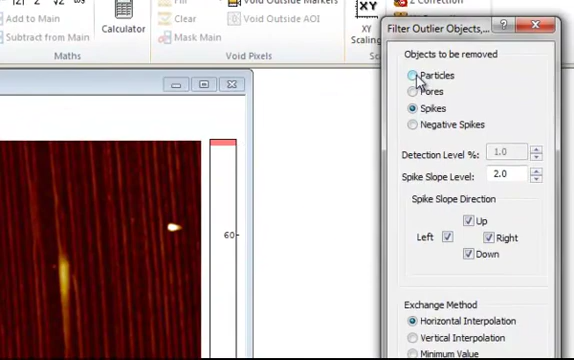 Add to Main
Subtract from Main
Maths
Calculator
Fill
Clear
Mask Main
Void Outside Markers
Void Outside AOI
Void Pixels
XY
XY
Scaling
Z Correction
Filter Outlier Objects,...
Objects to be removed
Particles
Pores
Spikes
Negative Spikes
Detection Level %: 1.0
Spike Slope Level: 2.0
Spike Slope Direction
Up
Left
Right
Down
Exchange Method
Horizontal Interpolation
Vertical Interpolation
Minimum Value
60